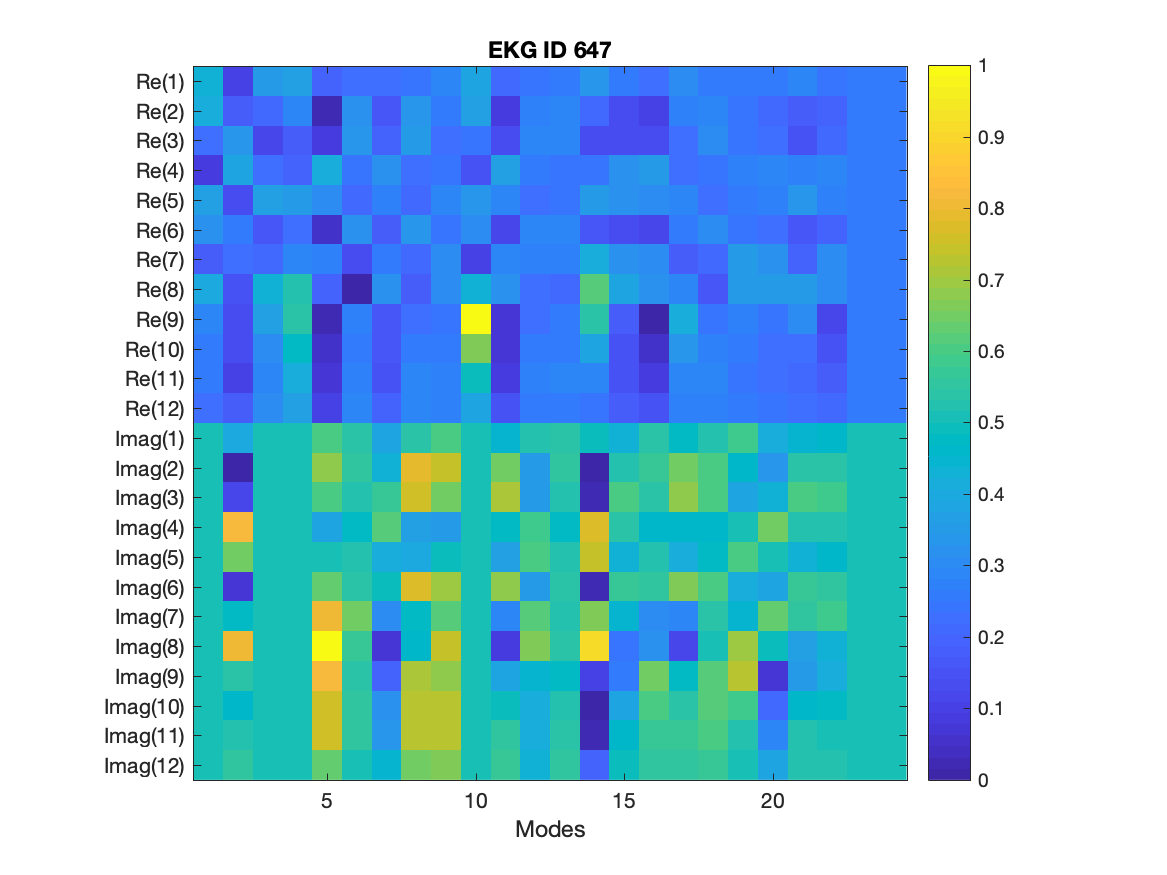 EKG ID 647
Re(1)
Re(2)
Re(3)
Re(4)
Re(5)
Re(6)
Re(7)
Re(8)
Re(9)
Re(10)
Re(11)
Re(12)
Imag(1)
Imag(2)
Imag(3)
Imag(4)
Imag(5)
Imag(6)
Imag(7)
Imag(8)
Imag(9)
Imag(10)
Imag(11)
Imag(12)
5 10 15 20
Modes
1
0.9
0.8
0.7
0.6
0.5
0.4
0.3
0.2
0.1
0